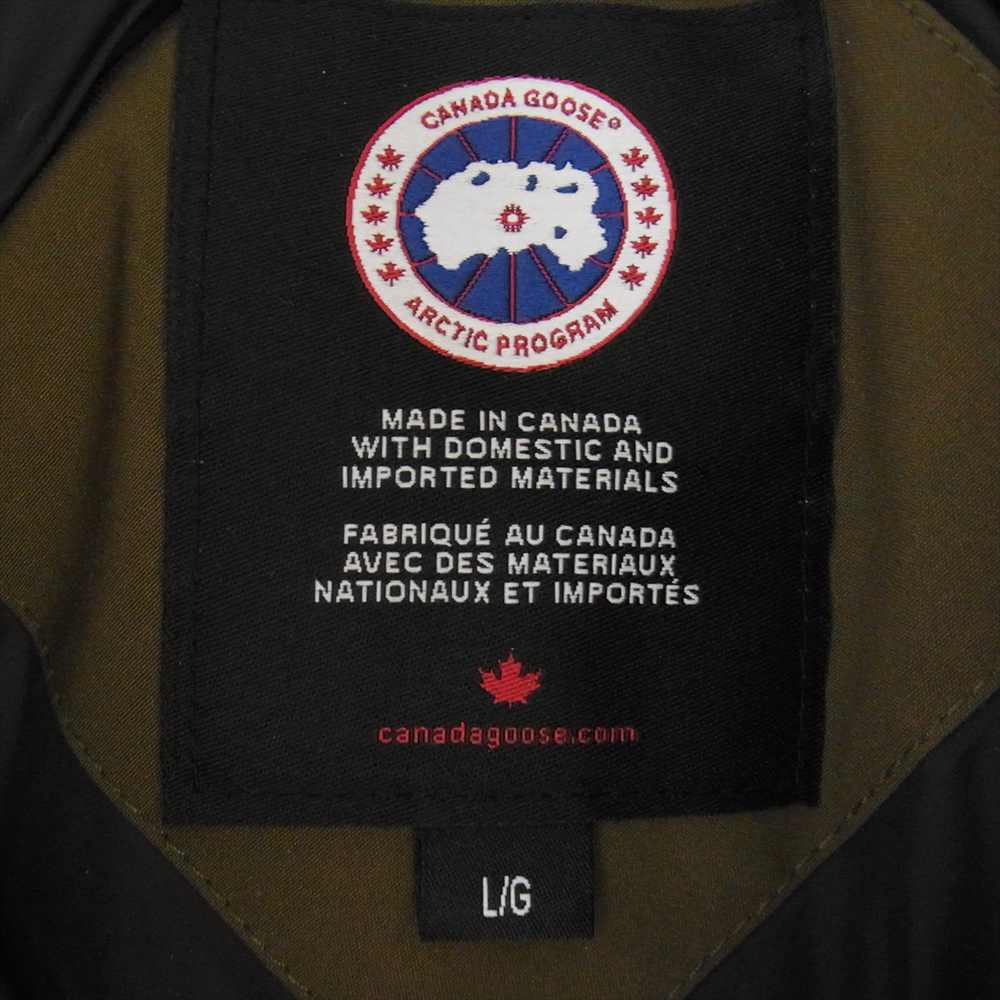 CANADA GOOSE®
ARCTIC PROGRAM
MADE IN CANADA
WITH DOMESTIC AND
IMPORTED MATERIALS
FABRIQUÉ AU CANADA
AVEC DES MATERIAUX
NATIONAUX ET IMPORTÉS
canadagoose.com
L/G